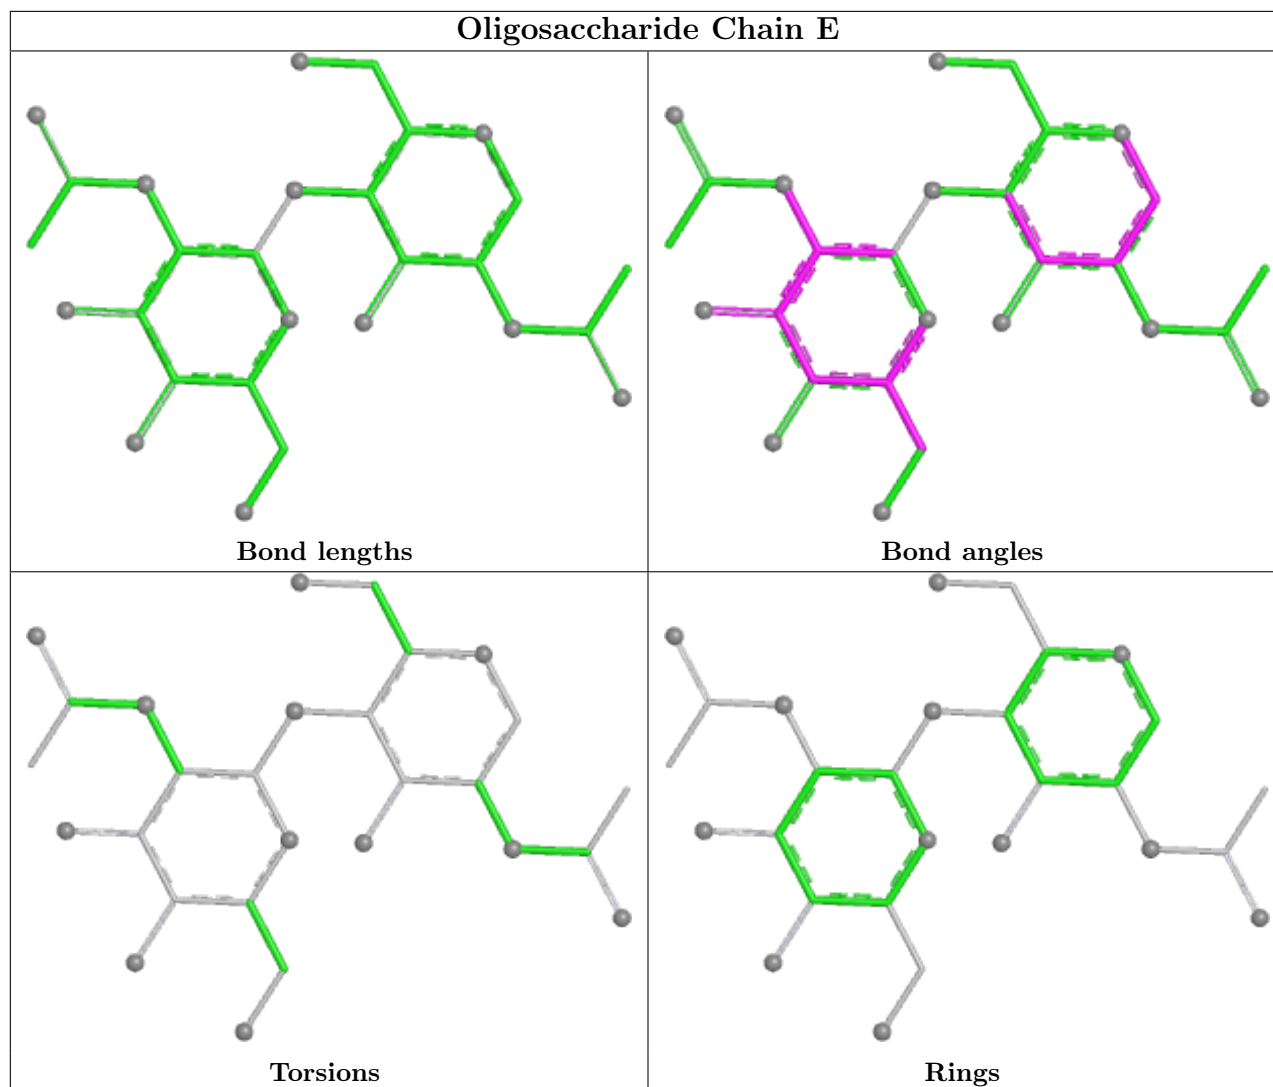 Oligosaccharide Chain E
Bond lengths
Bond angles
Torsions
Rings